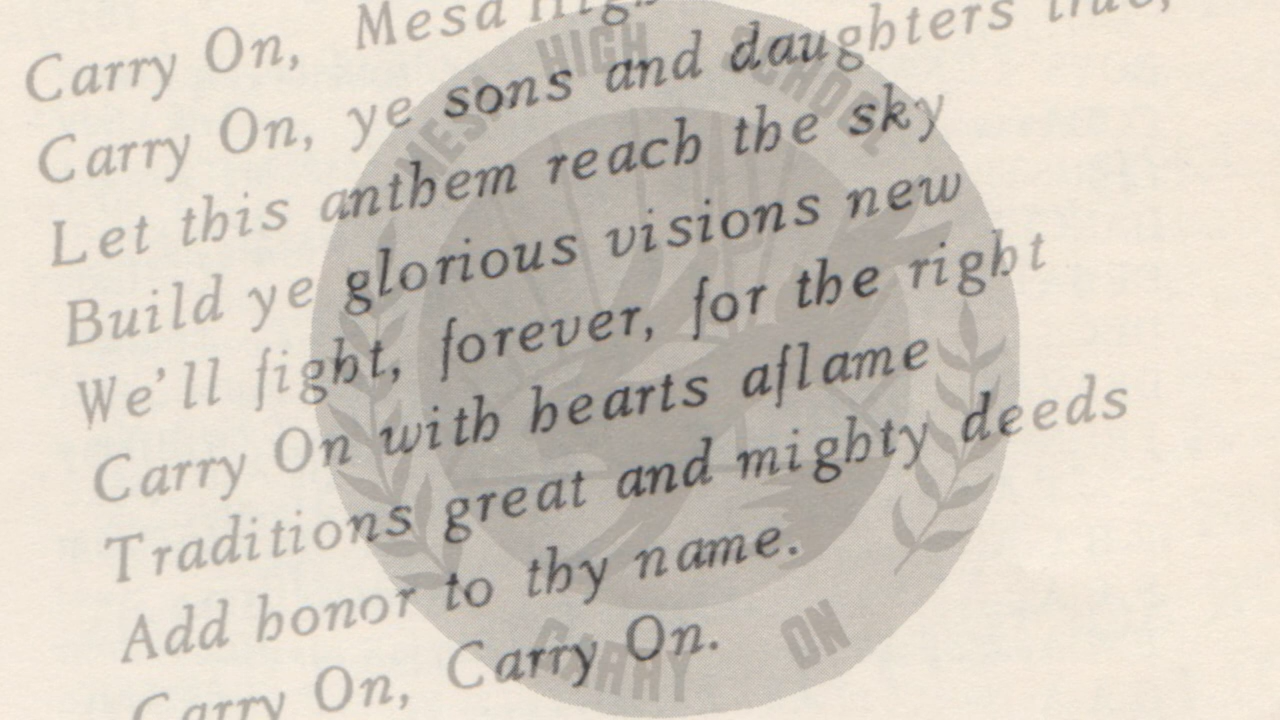 Carry On, Mesa High
Carry On, ye sons and daughters true,
Let this anthem reach the sky
Build ye glorious visions new
We'll fight, forever, for the right
Carry On with hearts aflame
Traditions great and mighty deeds
Add honor to thy name.
Carry On, Carry On.
MESA HIGH SCHOOL
CARRY ON